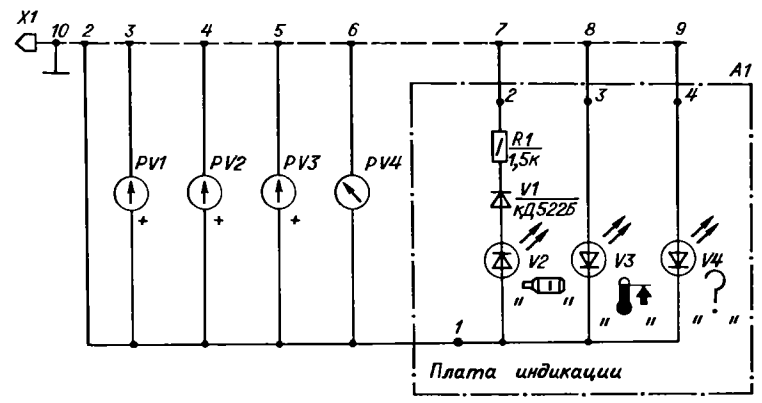 X1
10 2 3 4 5 6 7 8 9
A1
2 3 4
R1
1,5к
PV1 PV2 PV3 PV4
V1
КД522Б
+ + +
V2 V3 V4
" " " " " ? "
1
Плата индикации